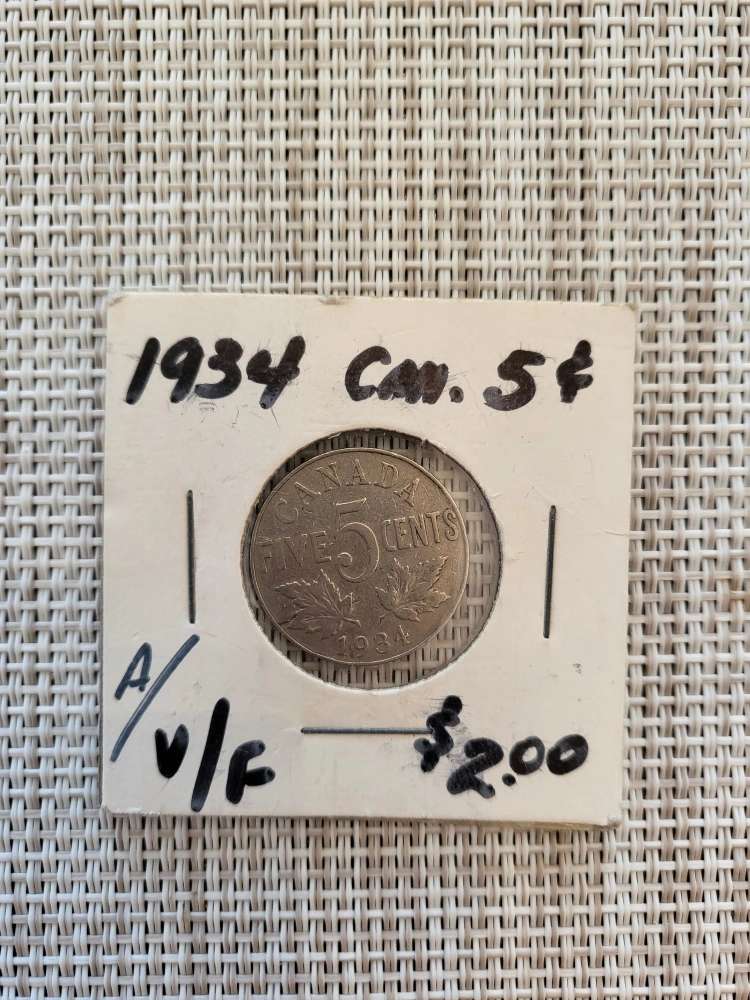 1934 CAN. 5¢
CANADA
FIVE 5 CENTS
1934
A/
V/F $2.00